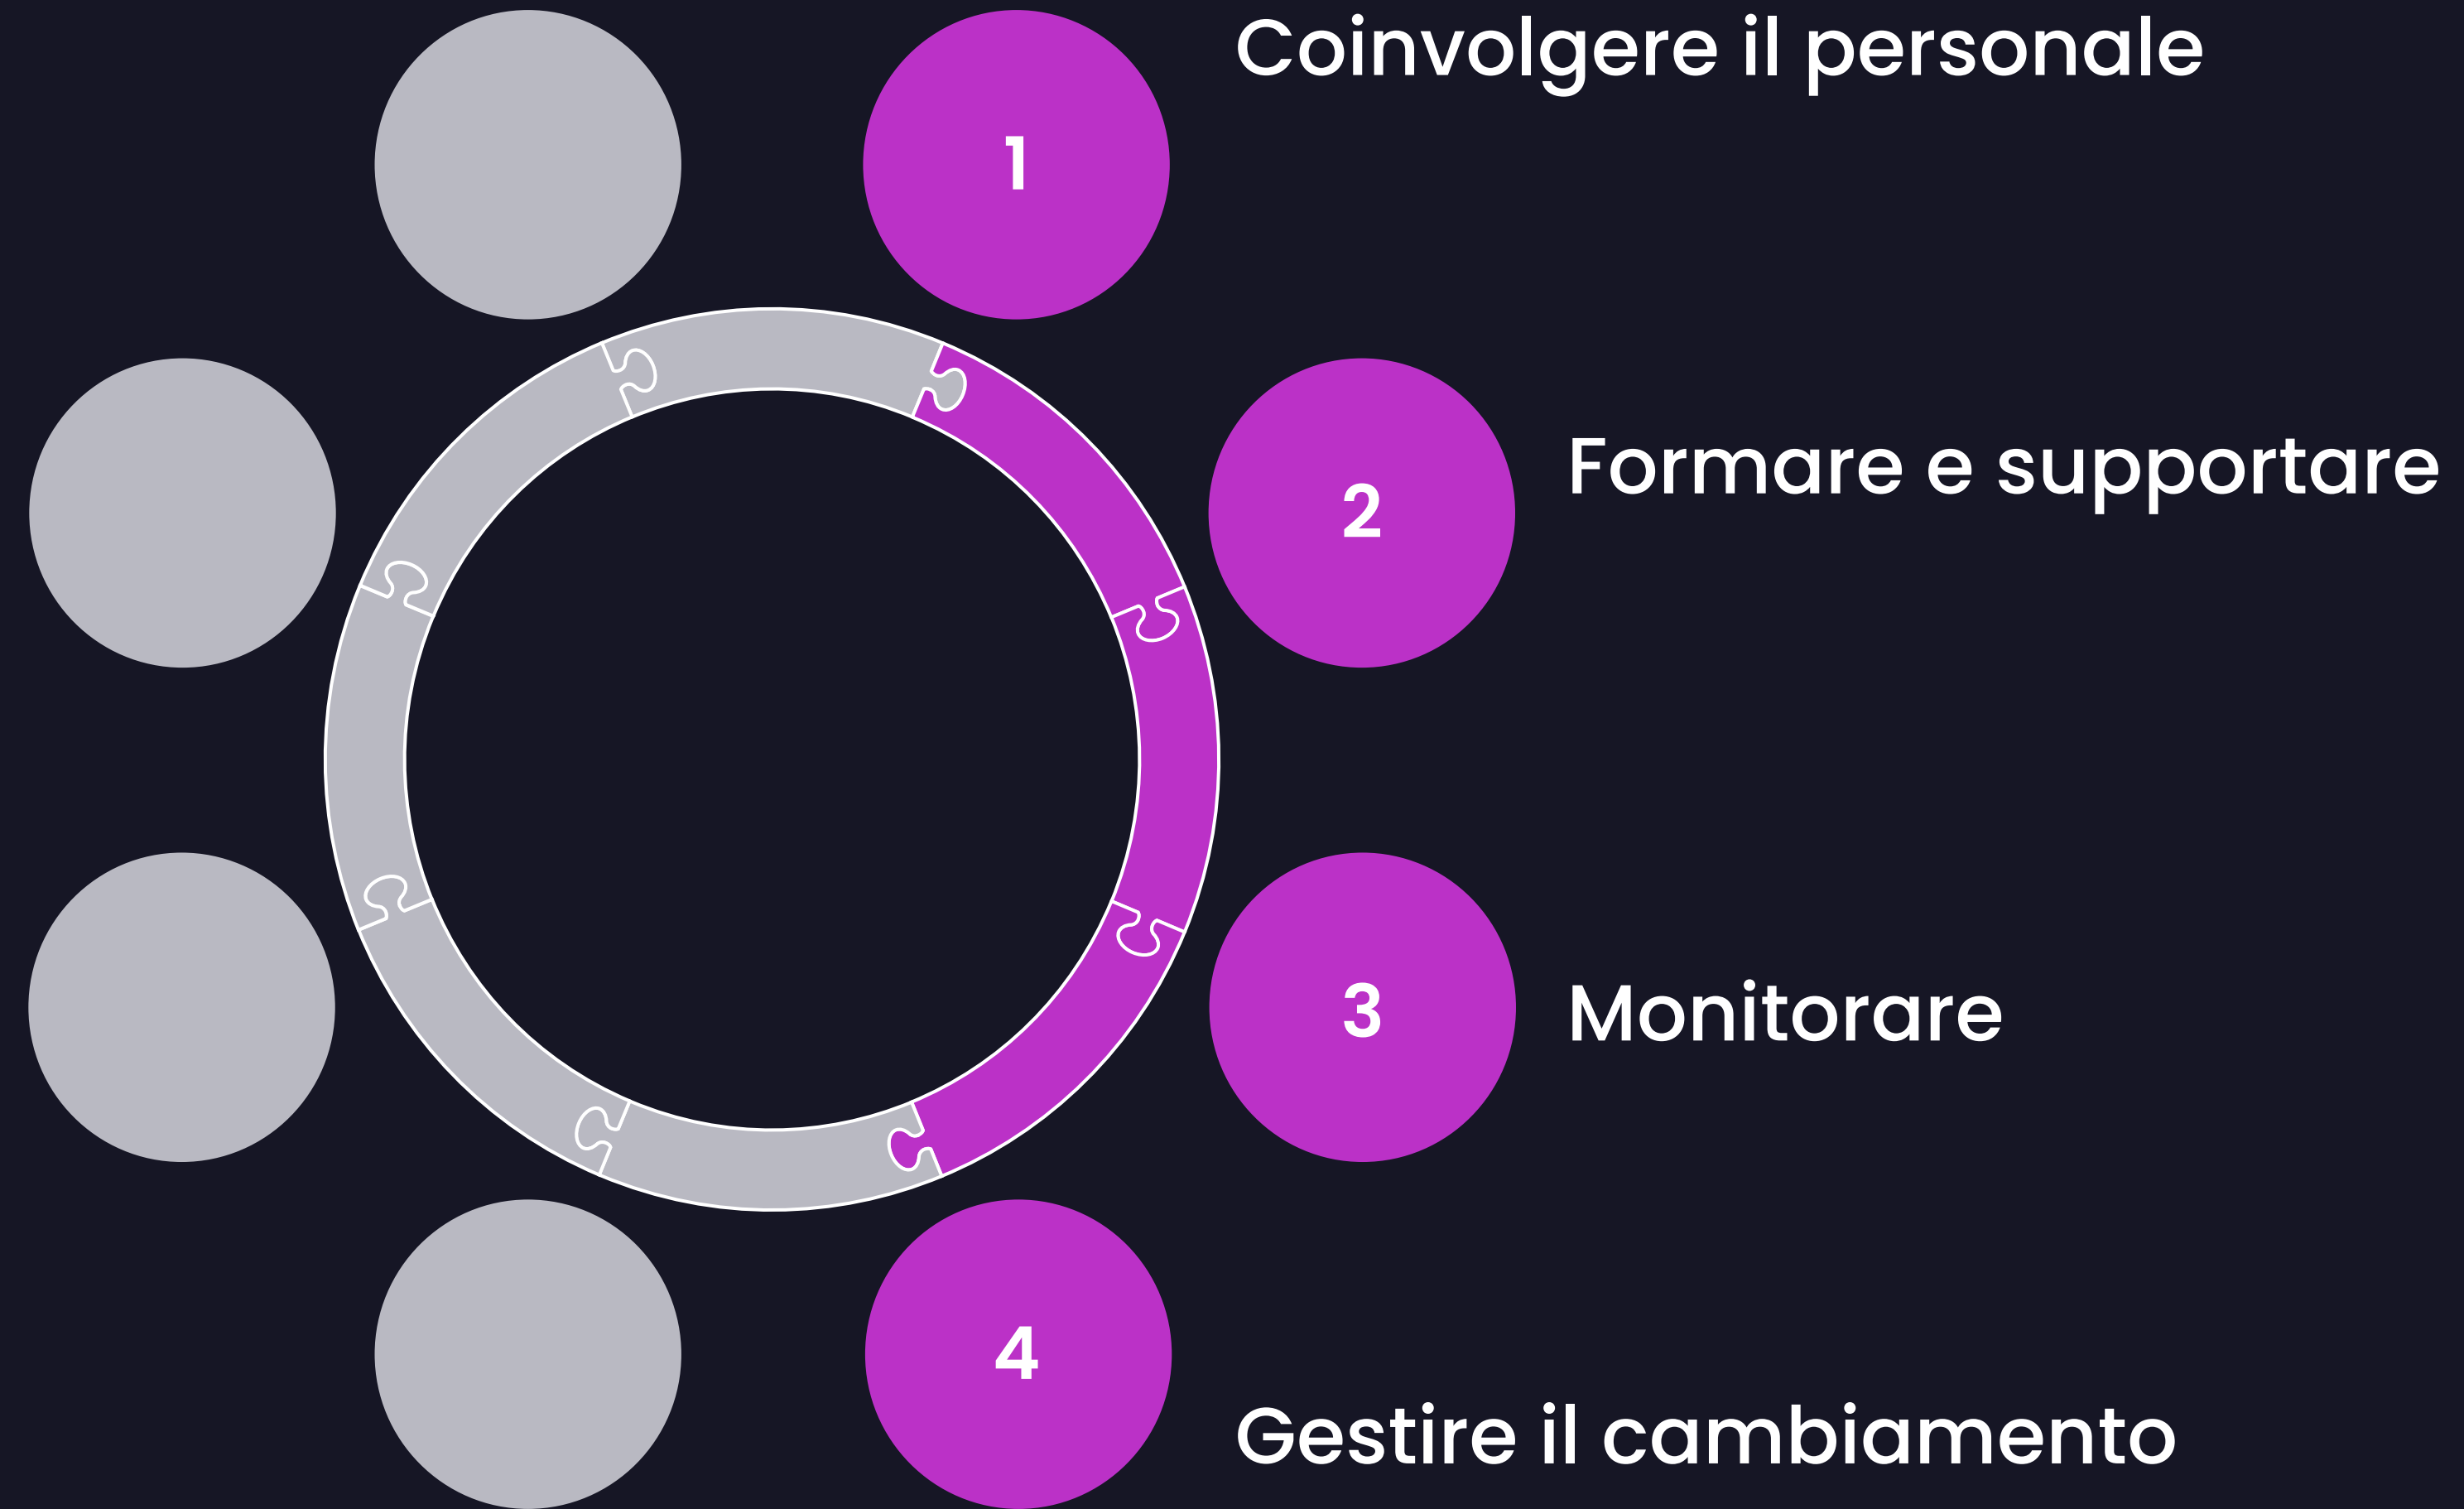 Coinvolgere il personale
1
2
Formare e supportare
3
Monitorare
4
Gestire il cambiamento